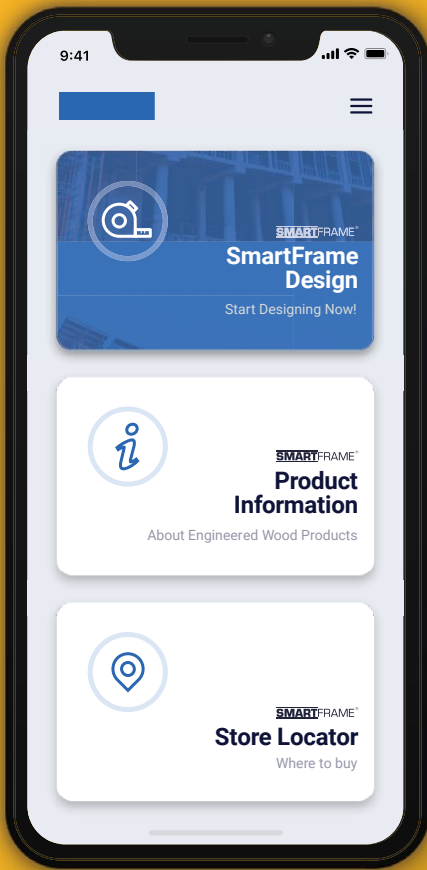 9:41
SMARTFRAME®
SmartFrame
Design
Start Designing Now!
SMARTFRAME®
Product
Information
About Engineered Wood Products
SMARTFRAME®
Store Locator
Where to buy